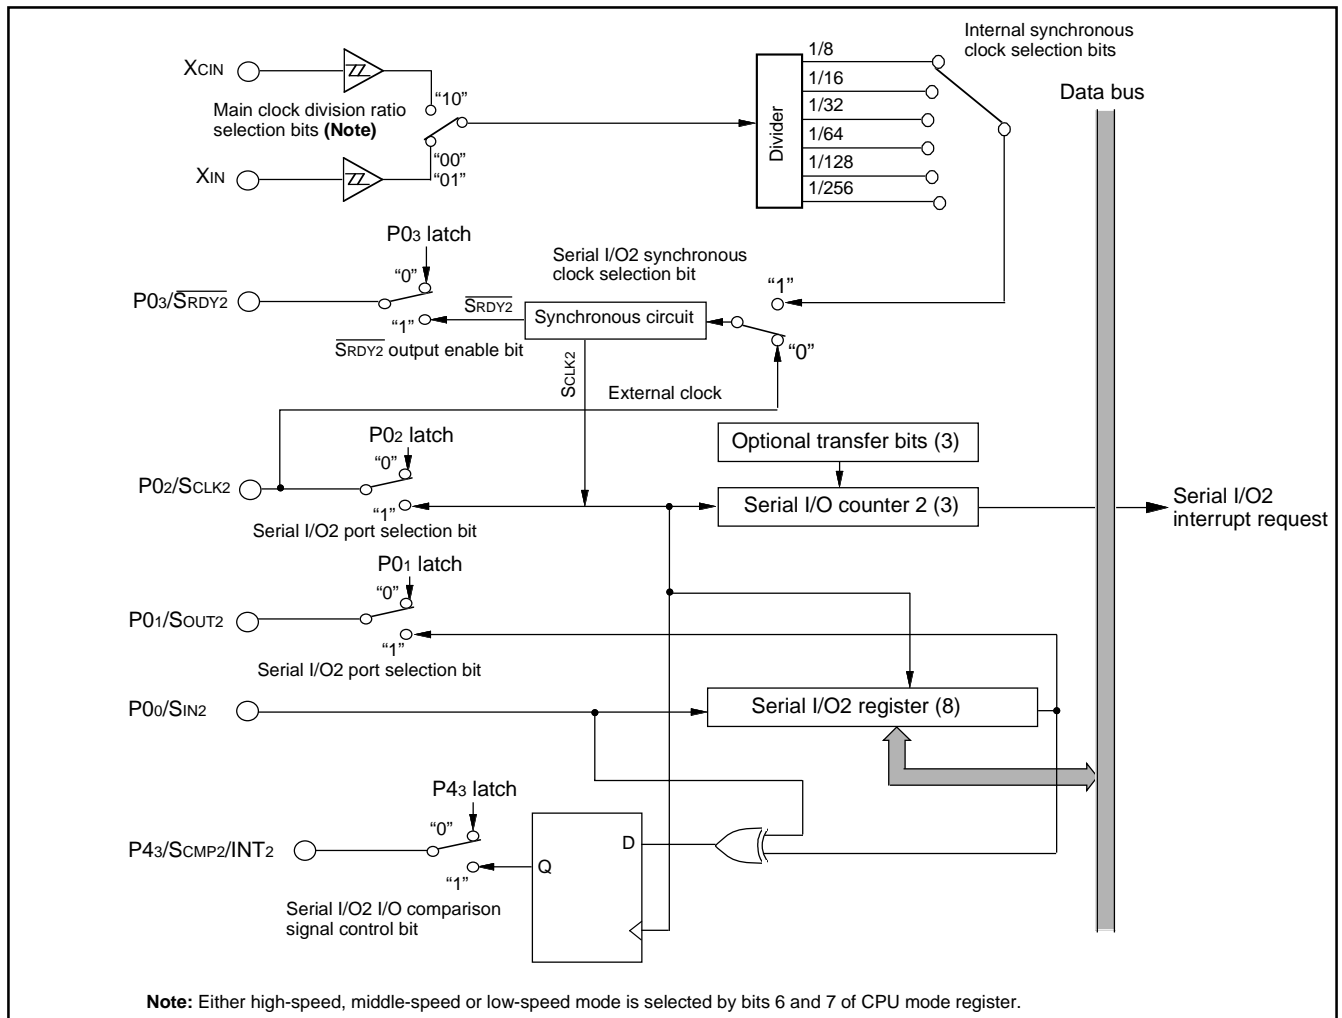 Internal synchronous
clock selection bits
XCIN
1/8
1/16
1/32
1/64
1/128
1/256
Divider
Data bus
"10"
Main clock division ratio
selection bits (Note)
"00"
"01"
XIN
P03 latch
"0"
P03/SRDY2
"1"
SRDY2
SRDY2 output enable bit
Serial I/O2 synchronous
clock selection bit
Synchronous circuit
"1"
"0"
SCLK2
External clock
P02 latch
"0"
P02/SCLK2
"1"
Serial I/O2 port selection bit
Optional transfer bits (3)
Serial I/O counter 2 (3)
Serial I/O2
interrupt request
P01 latch
"0"
P01/SOUT2
"1"
Serial I/O2 port selection bit
P00/SIN2
Serial I/O2 register (8)
P43 latch
"0"
P43/SCMP2/INT2
"1"
D
Q
Serial I/O2 I/O comparison
signal control bit
Note: Either high-speed, middle-speed or low-speed mode is selected by bits 6 and 7 of CPU mode register.